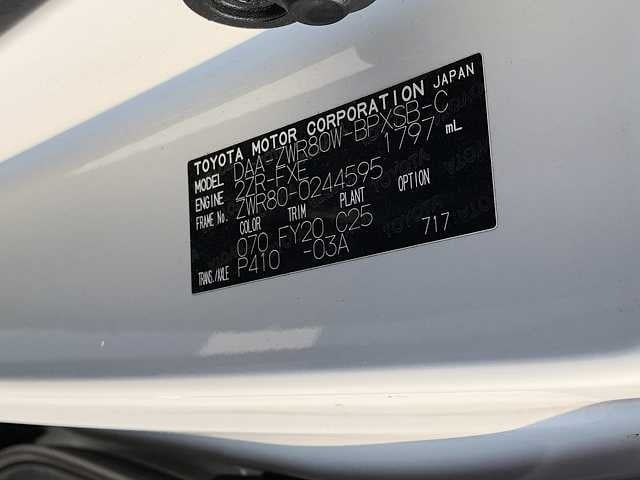 TOYOTA MOTOR CORPORATION JAPAN
MODEL DAA-ZWR80W-BPXSB-C
ENGINE 2ZR-FXE 1797 mL
FRAME No. ZWR80-0244595
COLOR TRIM PLANT OPTION
070 FY20 C25
TRANS./AXLE P410 -03A 717